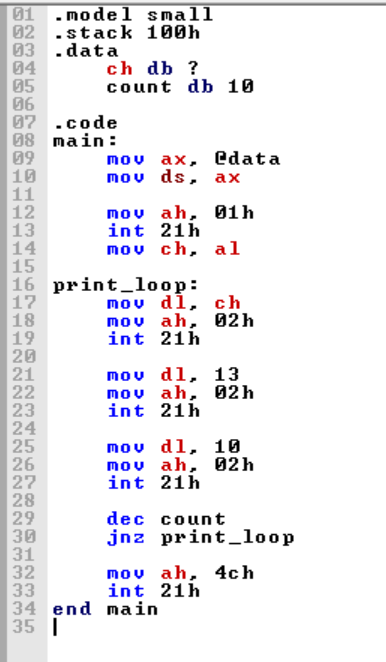 01 .model small
02 .stack 100h
03 .data
04 ch db ?
05 count db 10
06
07 .code
08 main:
09 mov ax, @data
10 mov ds, ax
11
12 mov ah, 01h
13 int 21h
14 mov ch, al
15
16 print_loop:
17 mov dl, ch
18 mov ah, 02h
19 int 21h
20
21 mov dl, 13
22 mov ah, 02h
23 int 21h
24
25 mov dl, 10
26 mov ah, 02h
27 int 21h
28
29 dec count
30 jnz print_loop
31
32 mov ah, 4ch
33 int 21h
34 end main
35